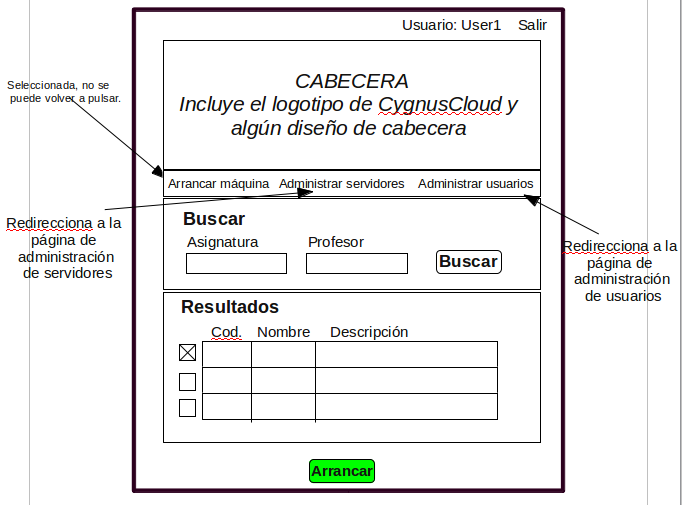 Usuario: User1 Salir
CABECERA
Incluye el logotipo de CygnusCloud y
algún diseño de cabecera
Seleccionada, no se
puede volver a pulsar.
Arrancar máquina Administrar servidores Administrar usuarios
Redirecciona a la
página de
administración
de servidores
Redirecciona a la
página de
administración
de usuarios
Buscar
Asignatura Profesor
Buscar
Resultados
Cod. Nombre Descripción
Arrancar